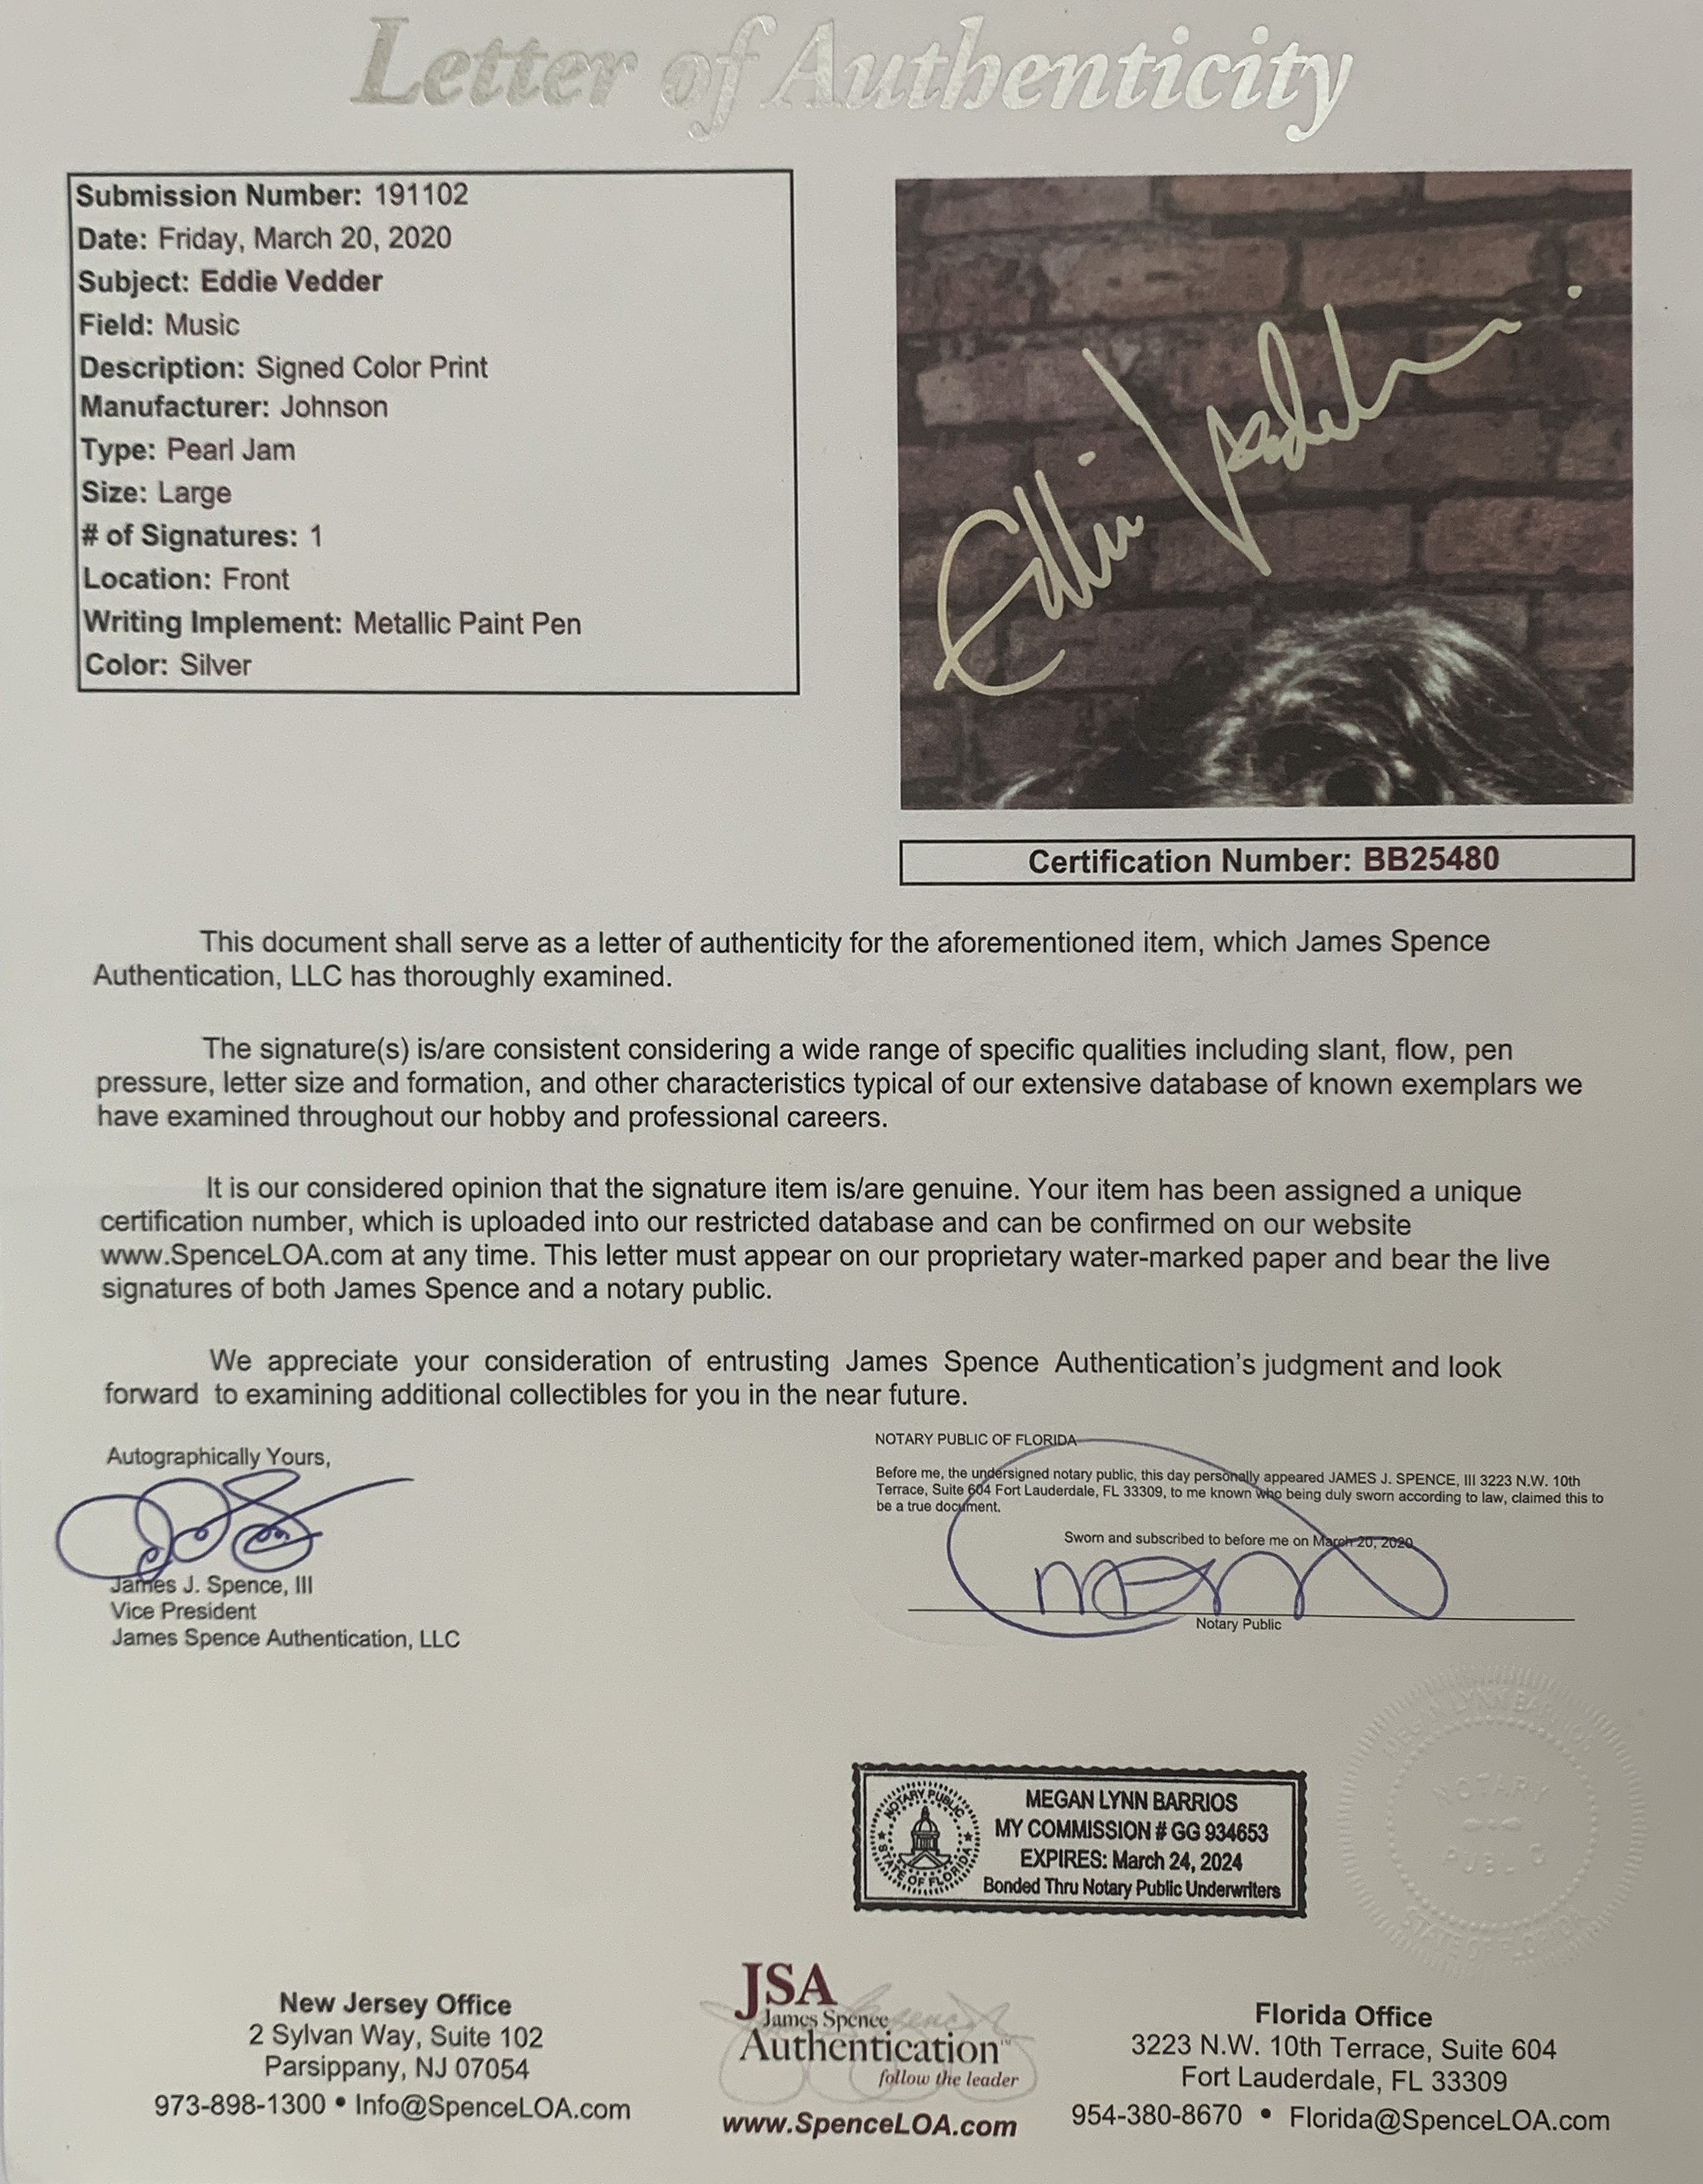 Letter of Authenticity
Submission Number: 191102
Date: Friday, March 20, 2020
Subject: Eddie Vedder
Field: Music
Description: Signed Color Print
Manufacturer: Johnson
Type: Pearl Jam
Size: Large
# of Signatures: 1
Location: Front
Writing Implement: Metallic Paint Pen
Color: Silver
Eddie Vedder
Certification Number: BB25480
This document shall serve as a letter of authenticity for the aforementioned item, which James Spence
Authentication, LLC has thoroughly examined.
The signature(s) is/are consistent considering a wide range of specific qualities including slant, flow, pen
pressure, letter size and formation, and other characteristics typical of our extensive database of known exemplars we
have examined throughout our hobby and professional careers.
It is our considered opinion that the signature item is/are genuine. Your item has been assigned a unique
certification number, which is uploaded into our restricted database and can be confirmed on our website
www.SpenceLOA.com at any time. This letter must appear on our proprietary water-marked paper and bear the live
signatures of both James Spence and a notary public.
We appreciate your consideration of entrusting James Spence Authentication's judgment and look
forward to examining additional collectibles for you in the near future.
Autographically Yours,
James J. Spence, III
Vice President
James Spence Authentication, LLC
NOTARY PUBLIC OF FLORIDA
Before me, the undersigned notary public, this day personally appeared JAMES J. SPENCE, III 3223 N.W. 10th
Terrace, Suite 604 Fort Lauderdale, FL 33309, to me known who being duly sworn according to law, claimed this to
be a true document.
Sworn and subscribed to before me on March 20, 2020
Notary Public
NOTARY PUBLIC
STATE OF FLORIDA
MEGAN LYNN BARRIOS
MY COMMISSION # GG 934653
EXPIRES: March 24, 2024
Bonded Thru Notary Public Underwriters
MEGAN LYNN BARRIOS
NOTARY
PUBLIC
STATE OF FLORIDA
New Jersey Office
2 Sylvan Way, Suite 102
Parsippany, NJ 07054
973-898-1300 • Info@SpenceLOA.com
JSA
James Spence
Authentication™
follow the leader
www.SpenceLOA.com
Florida Office
3223 N.W. 10th Terrace, Suite 604
Fort Lauderdale, FL 33309
954-380-8670 • Florida@SpenceLOA.com